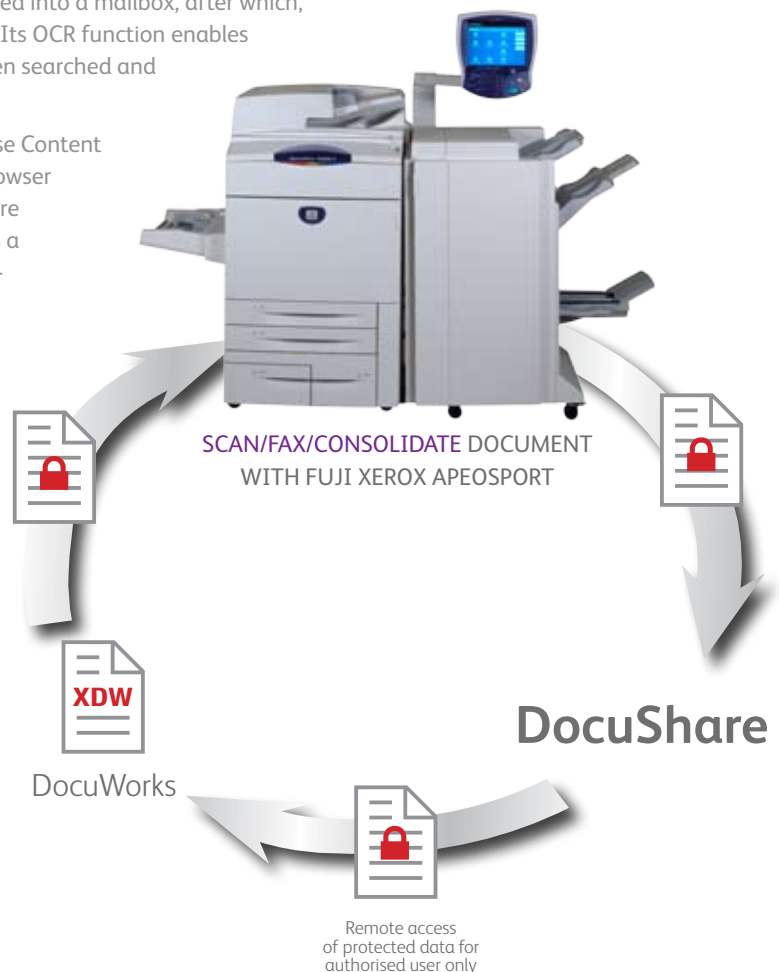 ed into a mailbox, after which,
Its OCR function enables
en searched and
se Content
owser
re
a
SCAN/FAX/CONSOLIDATE DOCUMENT
WITH FUJI XEROX APEOSPORT
XDW
DocuShare
DocuWorks
Remote access
of protected data for
authorised user only